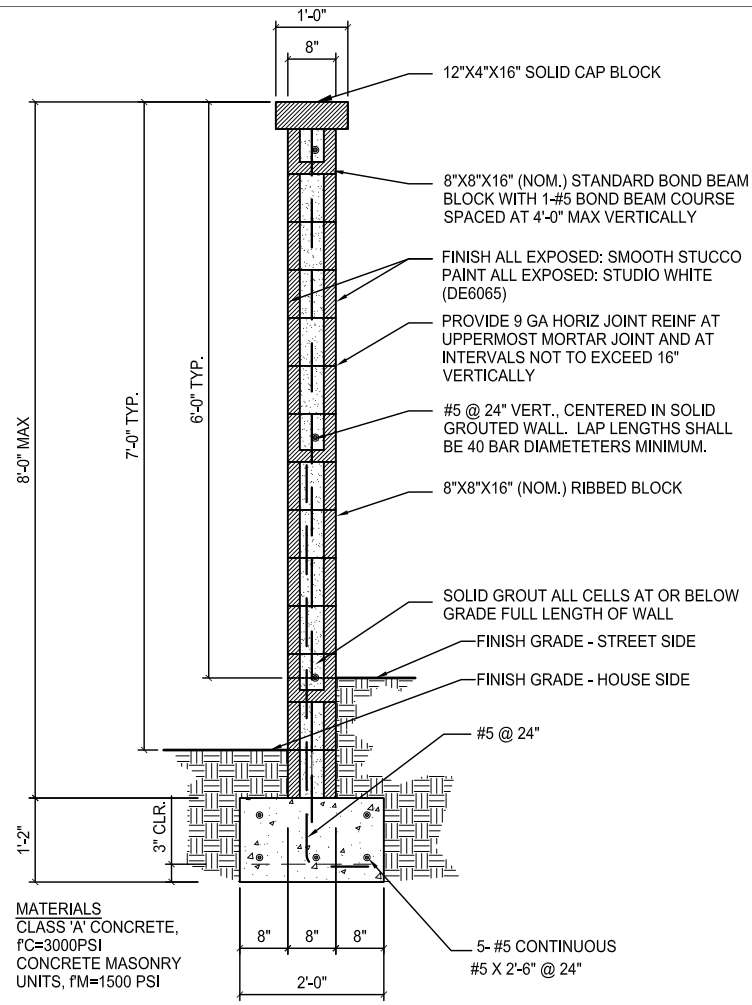 1'-0"
8"
12"X4"X16" SOLID CAP BLOCK
8"X8"X16" (NOM.) STANDARD BOND BEAM
BLOCK WITH 1-#5 BOND BEAM COURSE
SPACED AT 4'-0" MAX VERTICALLY
FINISH ALL EXPOSED: SMOOTH STUCCO
PAINT ALL EXPOSED: STUDIO WHITE
(DE6065)
PROVIDE 9 GA HORIZ JOINT REINF AT
UPPERMOST MORTAR JOINT AND AT
INTERVALS NOT TO EXCEED 16"
VERTICALLY
8'-0" MAX
7'-0" TYP.
6'-0" TYP.
#5 @ 24" VERT., CENTERED IN SOLID
GROUTED WALL.  LAP LENGTHS SHALL
BE 40 BAR DIAMETETERS MINIMUM.
8"X8"X16" (NOM.) RIBBED BLOCK
SOLID GROUT ALL CELLS AT OR BELOW
GRADE FULL LENGTH OF WALL
FINISH GRADE - STREET SIDE
FINISH GRADE - HOUSE SIDE
#5 @ 24"
1'-2"
3" CLR.
MATERIALS
CLASS 'A' CONCRETE,
f'C=3000PSI
CONCRETE MASONRY
UNITS, f'M=1500 PSI
8"
8"
8"
2'-0"
5- #5 CONTINUOUS
#5 X 2'-6" @ 24"